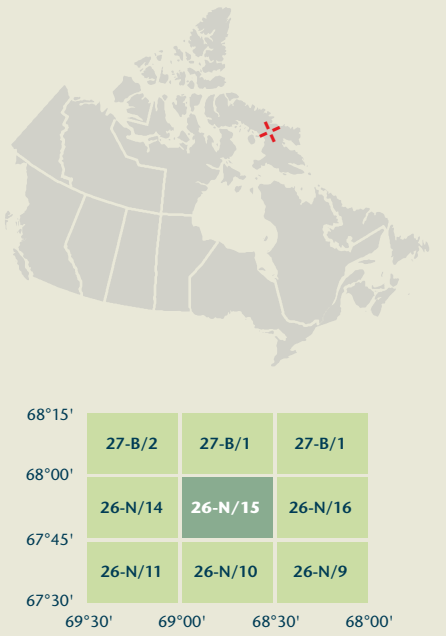 68°15'
27-B/2 27-B/1 27-B/1
68°00'
26-N/14 26-N/15 26-N/16
67°45'
26-N/11 26-N/10 26-N/9
67°30'
69°30' 69°00' 68°30' 68°00'